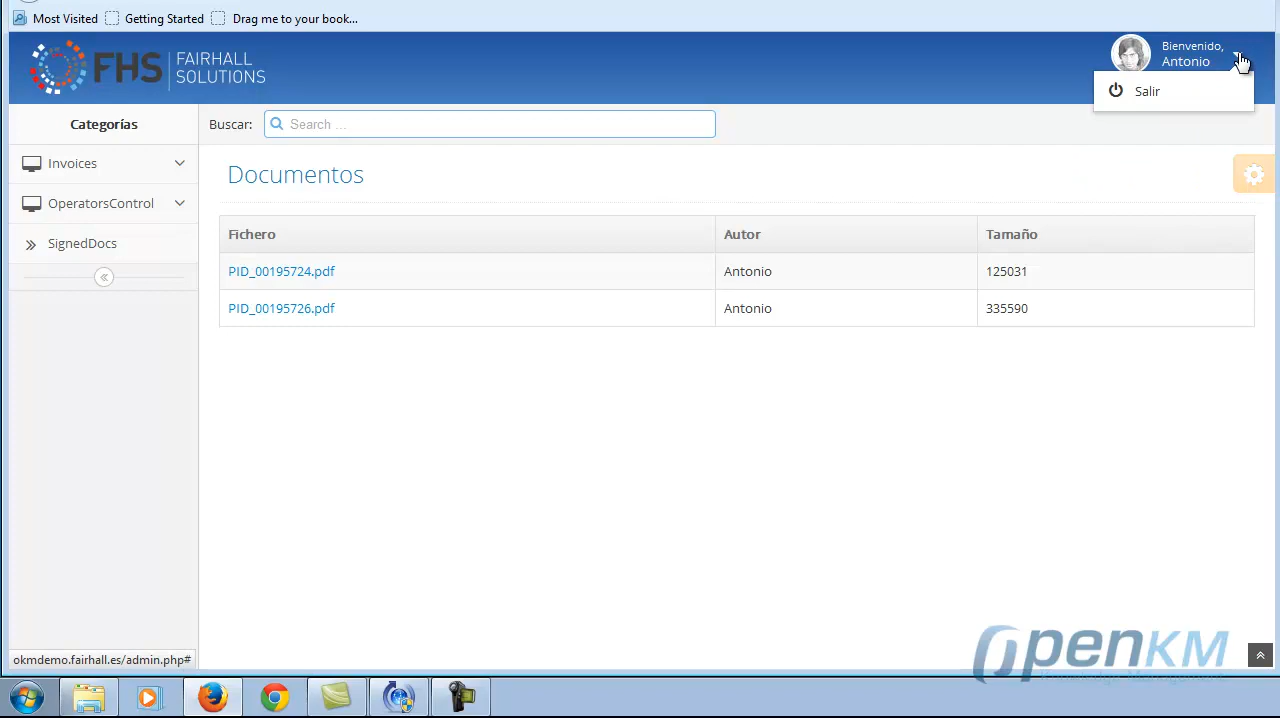 Most Visited Getting Started Drag me to your book...
FHS FAIRHALL SOLUTIONS
Bienvenido,
Antonio
Salir
Categorías
Buscar: Search ...
Invoices
OperatorsControl
SignedDocs
Documentos
Fichero Autor Tamaño
PID_00195724.pdf Antonio 125031
PID_00195726.pdf Antonio 335590
OpenKM
Knowledge Management
okmdemo.fairhall.es/admin.php#